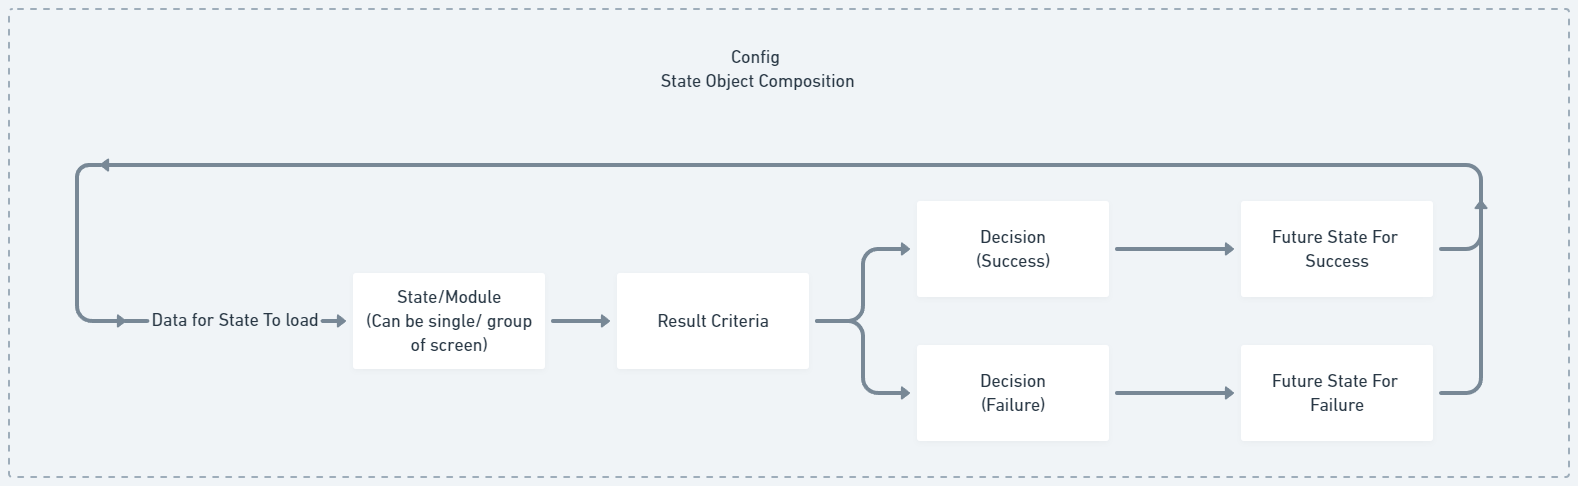 Config
State Object Composition
Data for State To load
State/Module
(Can be single/ group
of screen)
Result Criteria
Decision
(Success)
Future State For
Success
Decision
(Failure)
Future State For
Failure